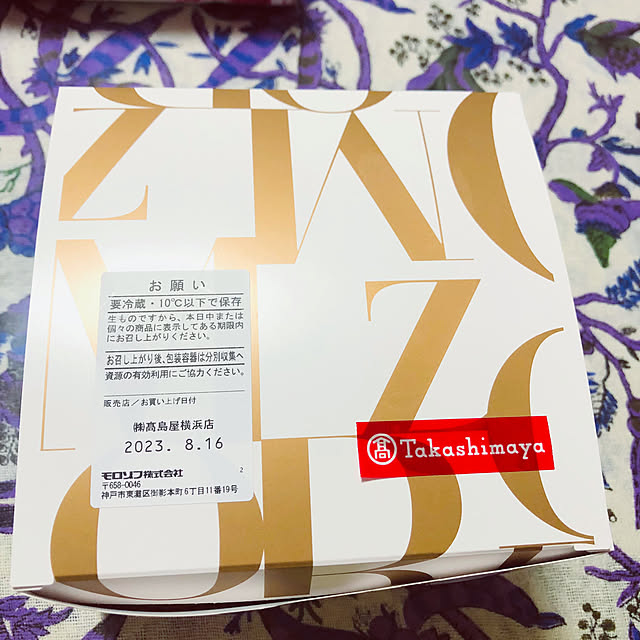 お願い
要冷蔵・10℃以下で保存
生ものですから、本日中または
個々の商品に表示してある期限内
にお召し上がりください。
お召し上がり後、包装容器は分別収集へ
資源の有効利用にご協力ください。
販売店／お買い上げ日付
㈱髙島屋横浜店
2023. 8.16
モロゾフ株式会社
2
〒658-0046
神戸市東灘区御影本町6丁目11番19号
髙 Takashimaya
Z
M
M
Z